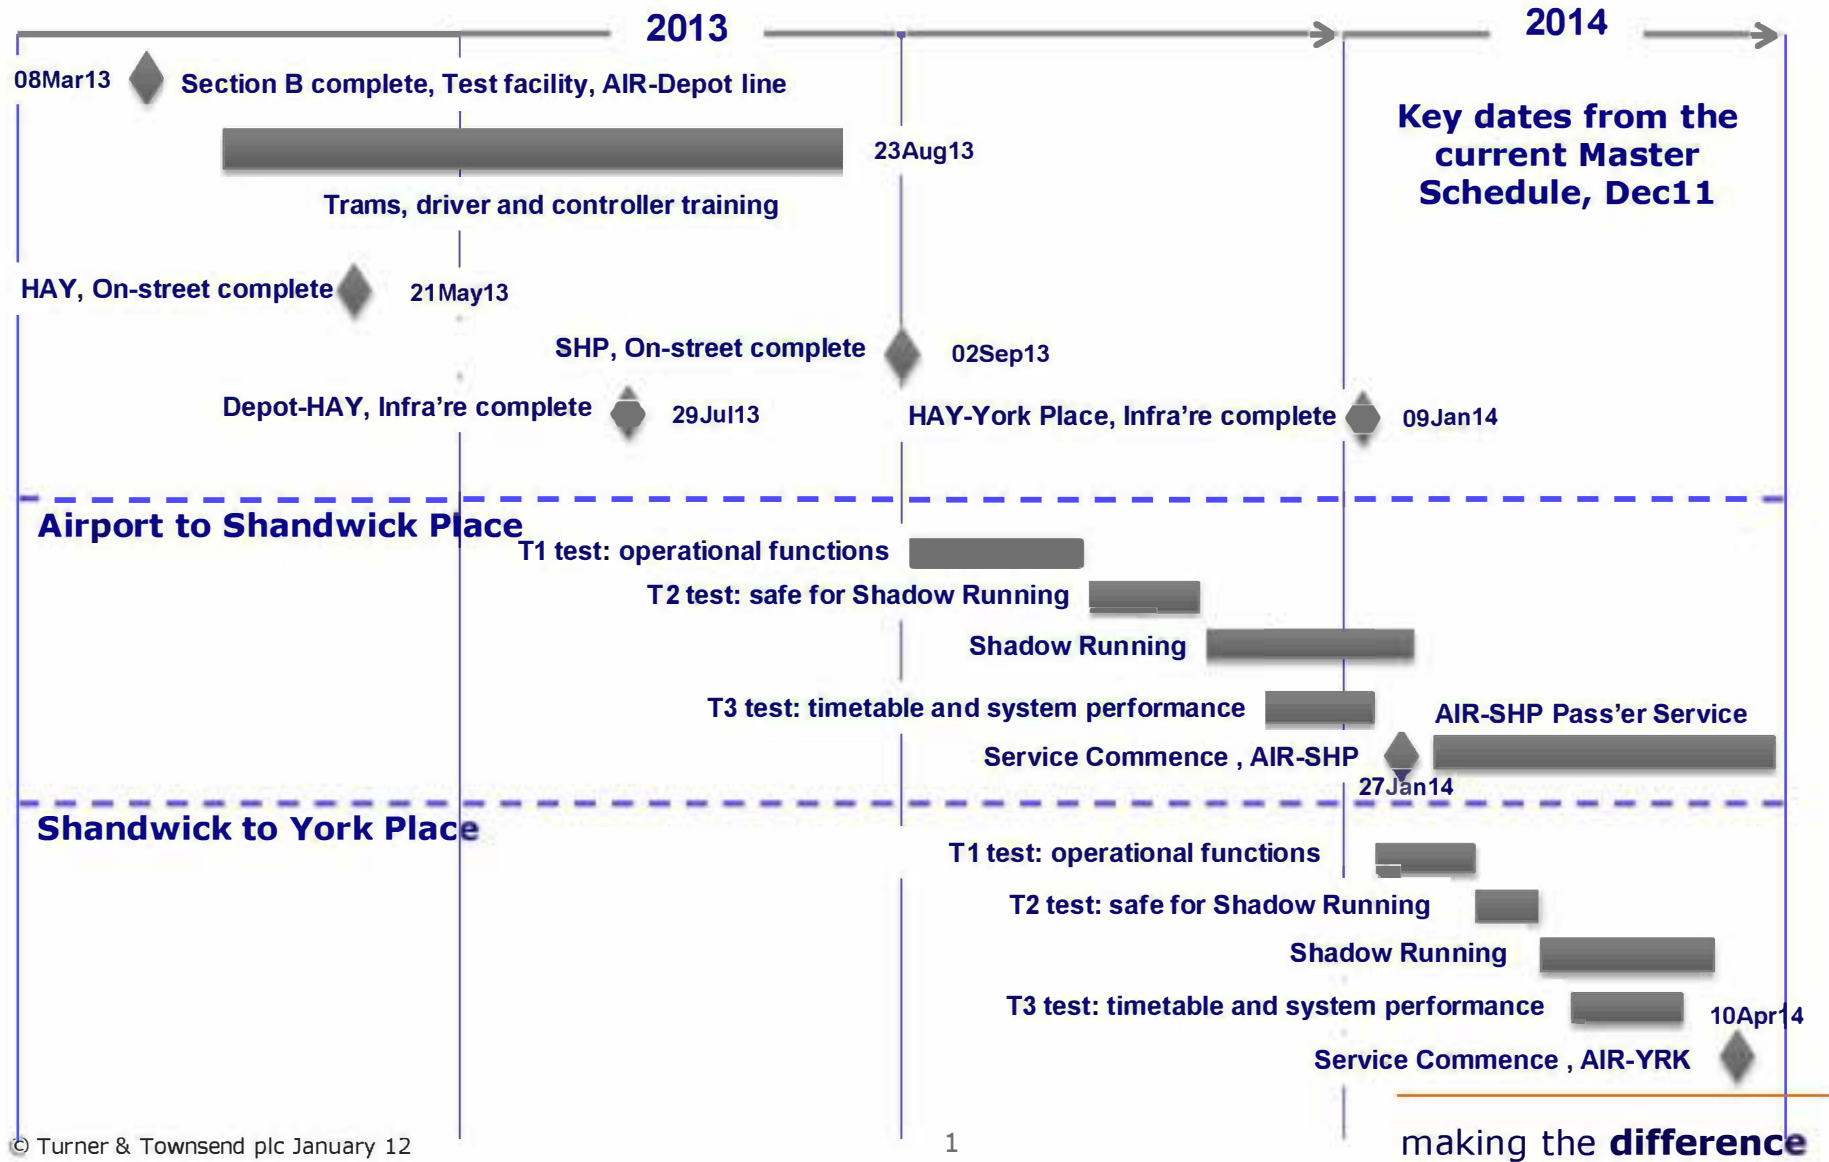 2013
2014
08Mar13
Section B complete, Test facility, AIR-Depot line
Key dates from the
current Master
Schedule, Dec11
23Aug13
Trams, driver and controller training
HAY, On-street complete
21May13
SHP, On-street complete
02Sep13
Depot-HAY, Infra're complete
29Jul13
HAY-York Place, Infra're complete
09Jan14
Airport to Shandwick Place
T1 test: operational functions
T2 test: safe for Shadow Running
Shadow Running
T3 test: timetable and system performance
AIR-SHP Pass'er Service
Service Commence , AIR-SHP
27Jan14
Shandwick to York Place
T1 test: operational functions
T2 test: safe for Shadow Running
Shadow Running
T3 test: timetable and system performance
10Apr14
Service Commence , AIR-YRK
© Turner & Townsend plc January 12
1
making the difference